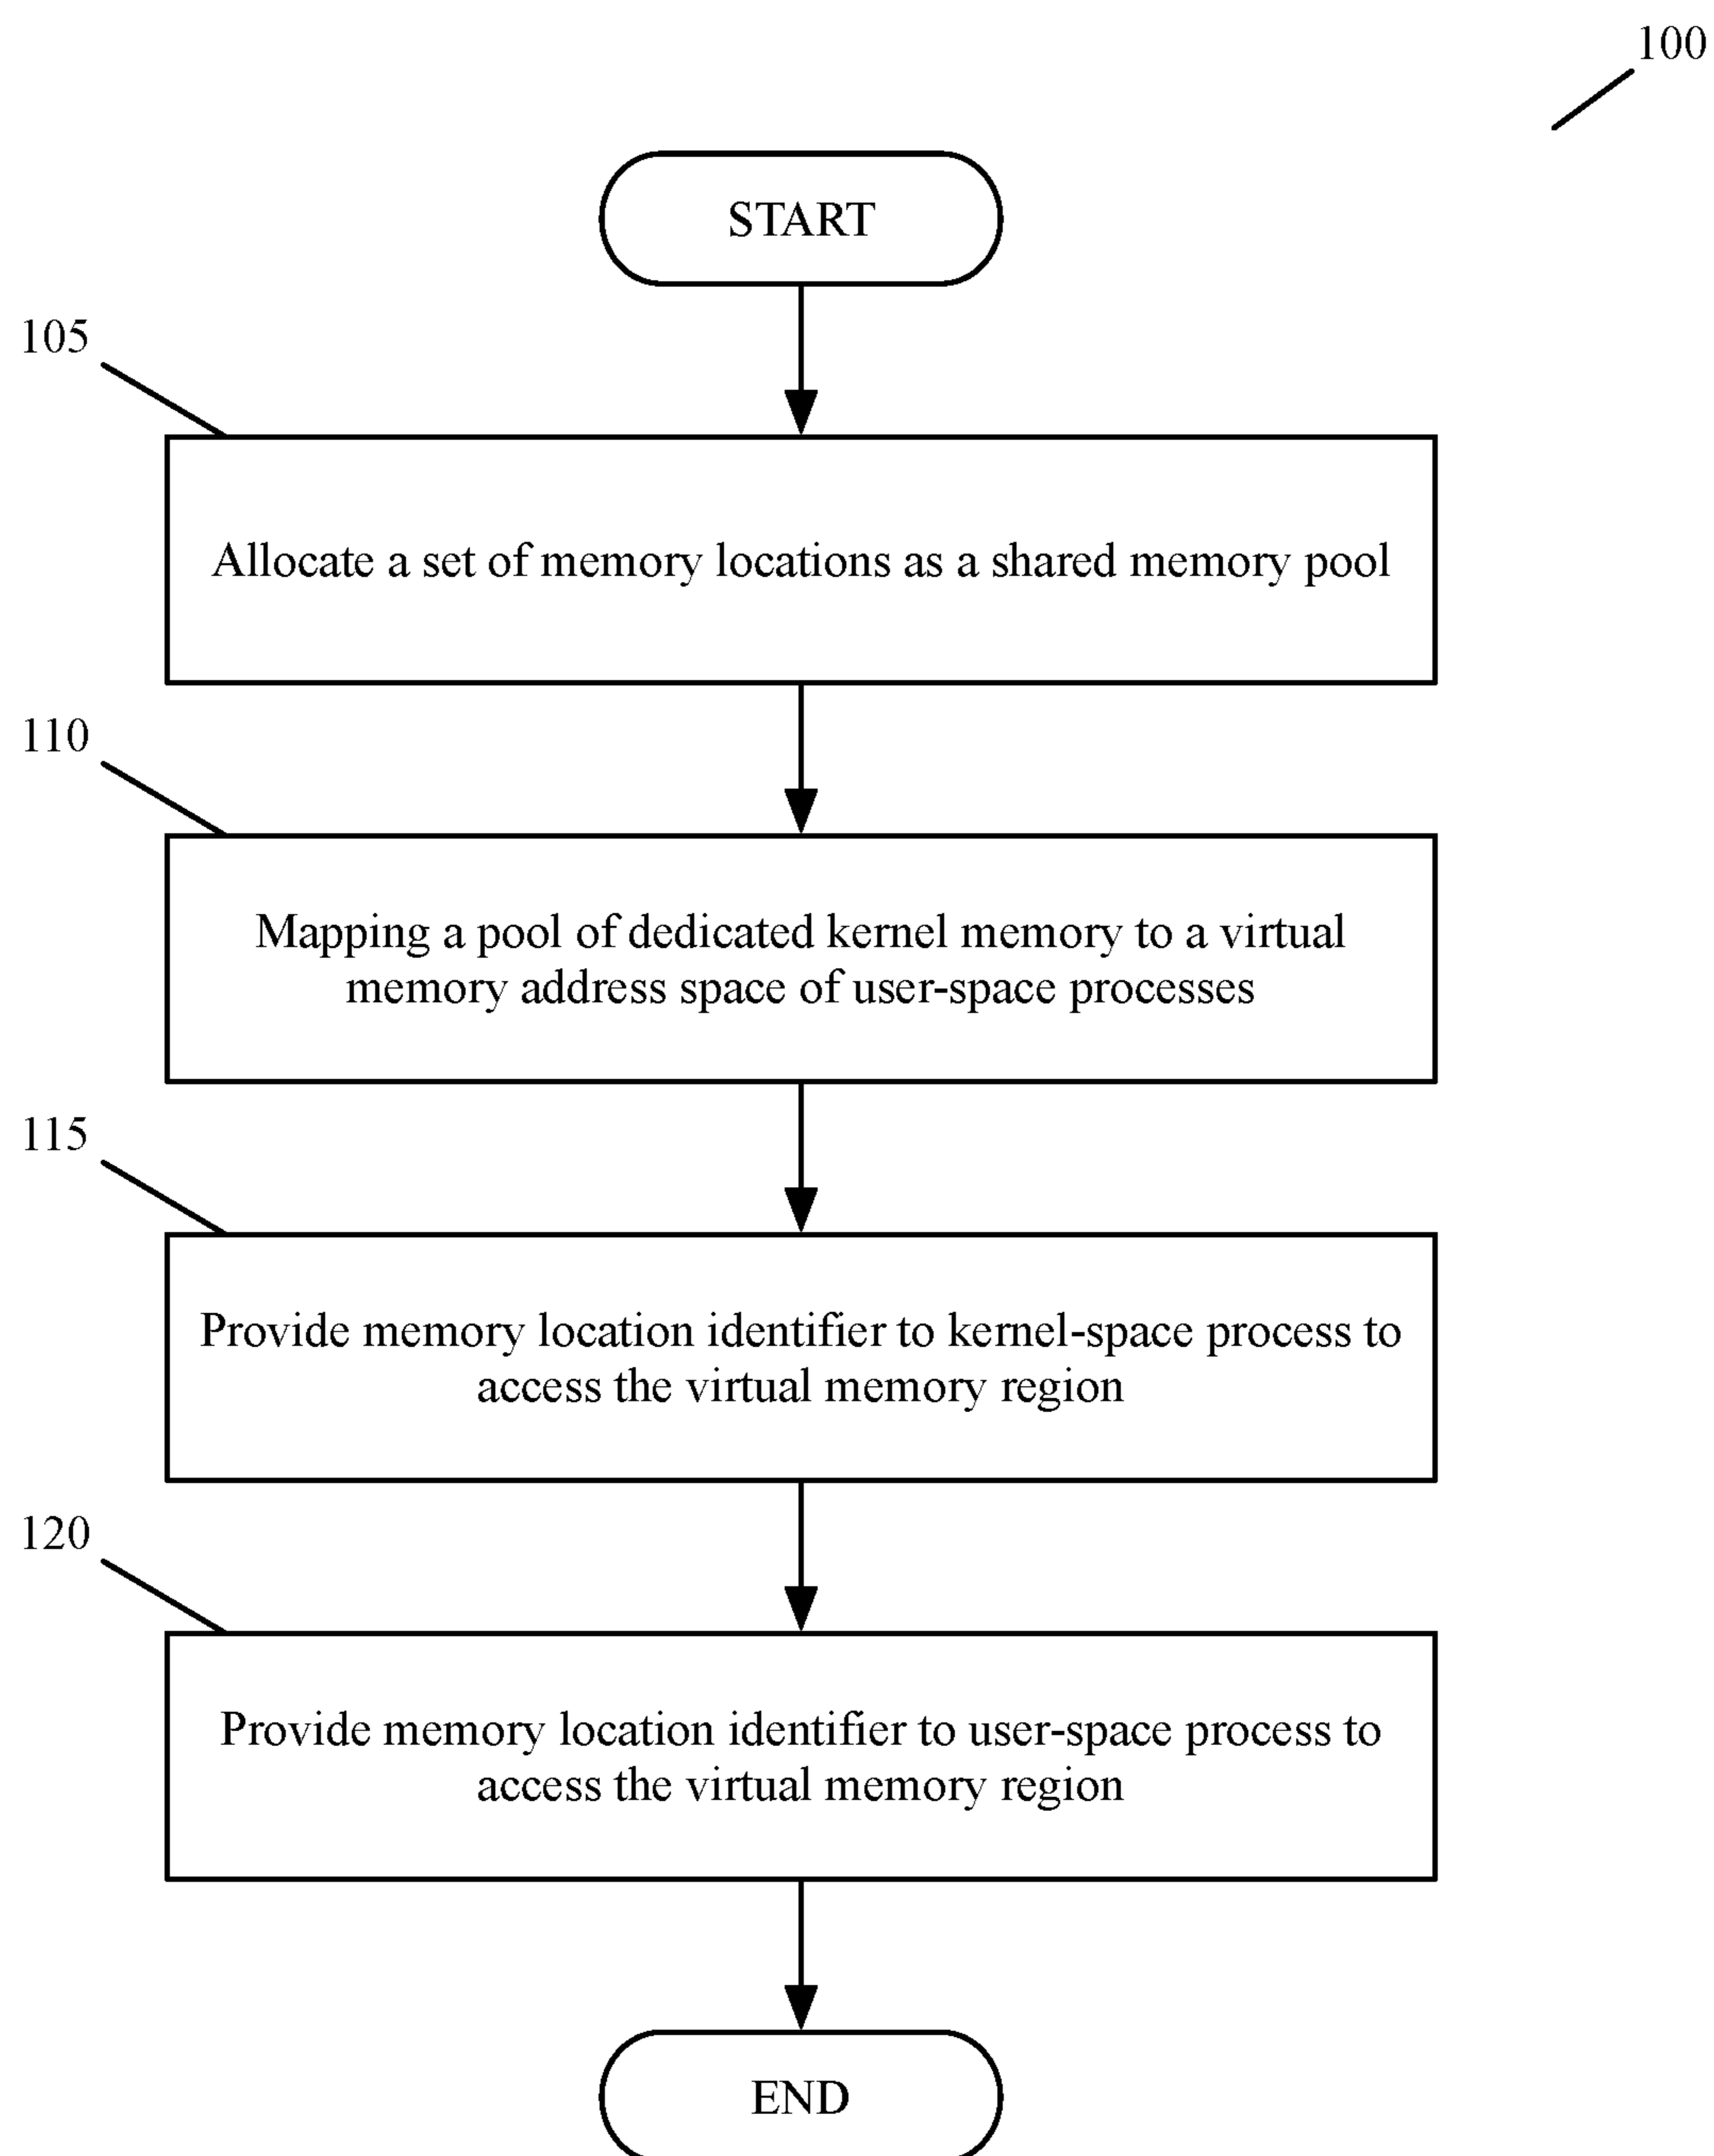 100
START
105
Allocate a set of memory locations as a shared memory pool
110
Mapping a pool of dedicated kernel memory to a virtual
memory address space of user-space processes
115
Provide memory location identifier to kernel-space process to
access the virtual memory region
120
Provide memory location identifier to user-space process to
access the virtual memory region
END